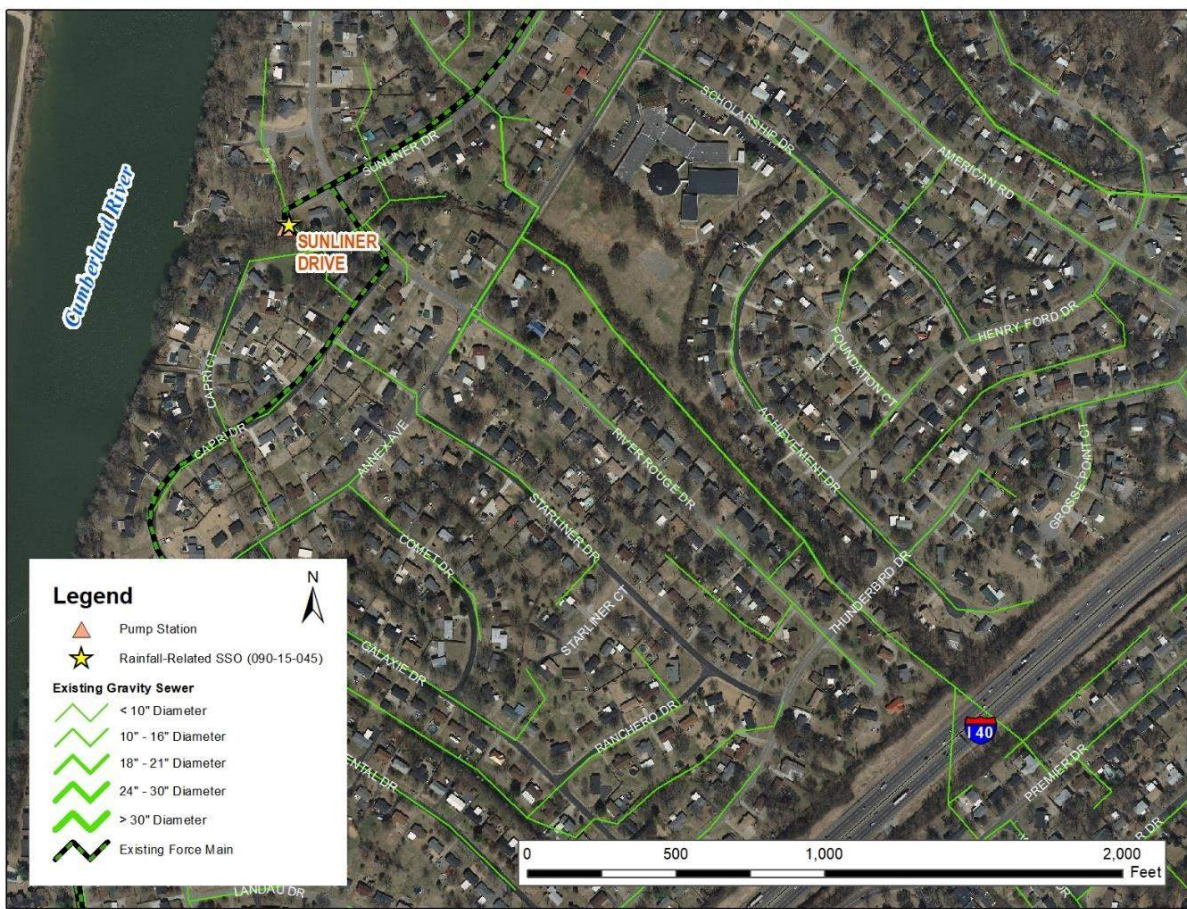 SCHOLARSHIP DR
AMERICAN RD
SUNLINER DR
Cumberland River
SUNLINER
DRIVE
HENRY FORD DR
FOUNDATION CT
CAPRI CT
CAPRI DR
ANNEX AVE
RIVER ROUGE DR
ACHIEVEMENT DR
GROSSE POINT CT
STARLINER DR
COMET DR
STARLINER CT
THUNDERBIRD DR
GALAXIE DR
RANCHERO DR
I 40
PREMIER DR
ENTAL DR
R DR
DR
LANDAU DR
Legend
N
Pump Station
Rainfall-Related SSO (090-15-045)
Existing Gravity Sewer
< 10" Diameter
10" - 16" Diameter
18" - 21" Diameter
24" - 30" Diameter
> 30" Diameter
Existing Force Main
0 500 1,000 2,000
Feet